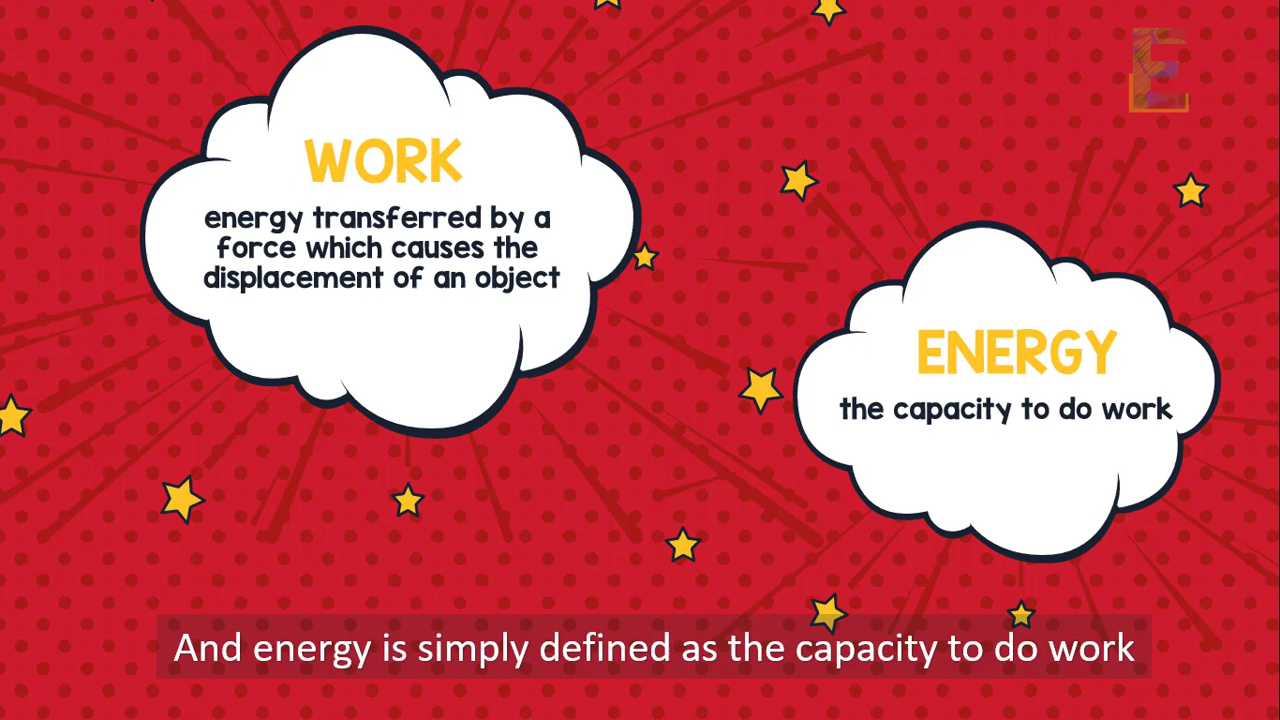 E
WORK
energy transferred by a
force which causes the
displacement of an object
ENERGY
the capacity to do work
And energy is simply defined as the capacity to do work